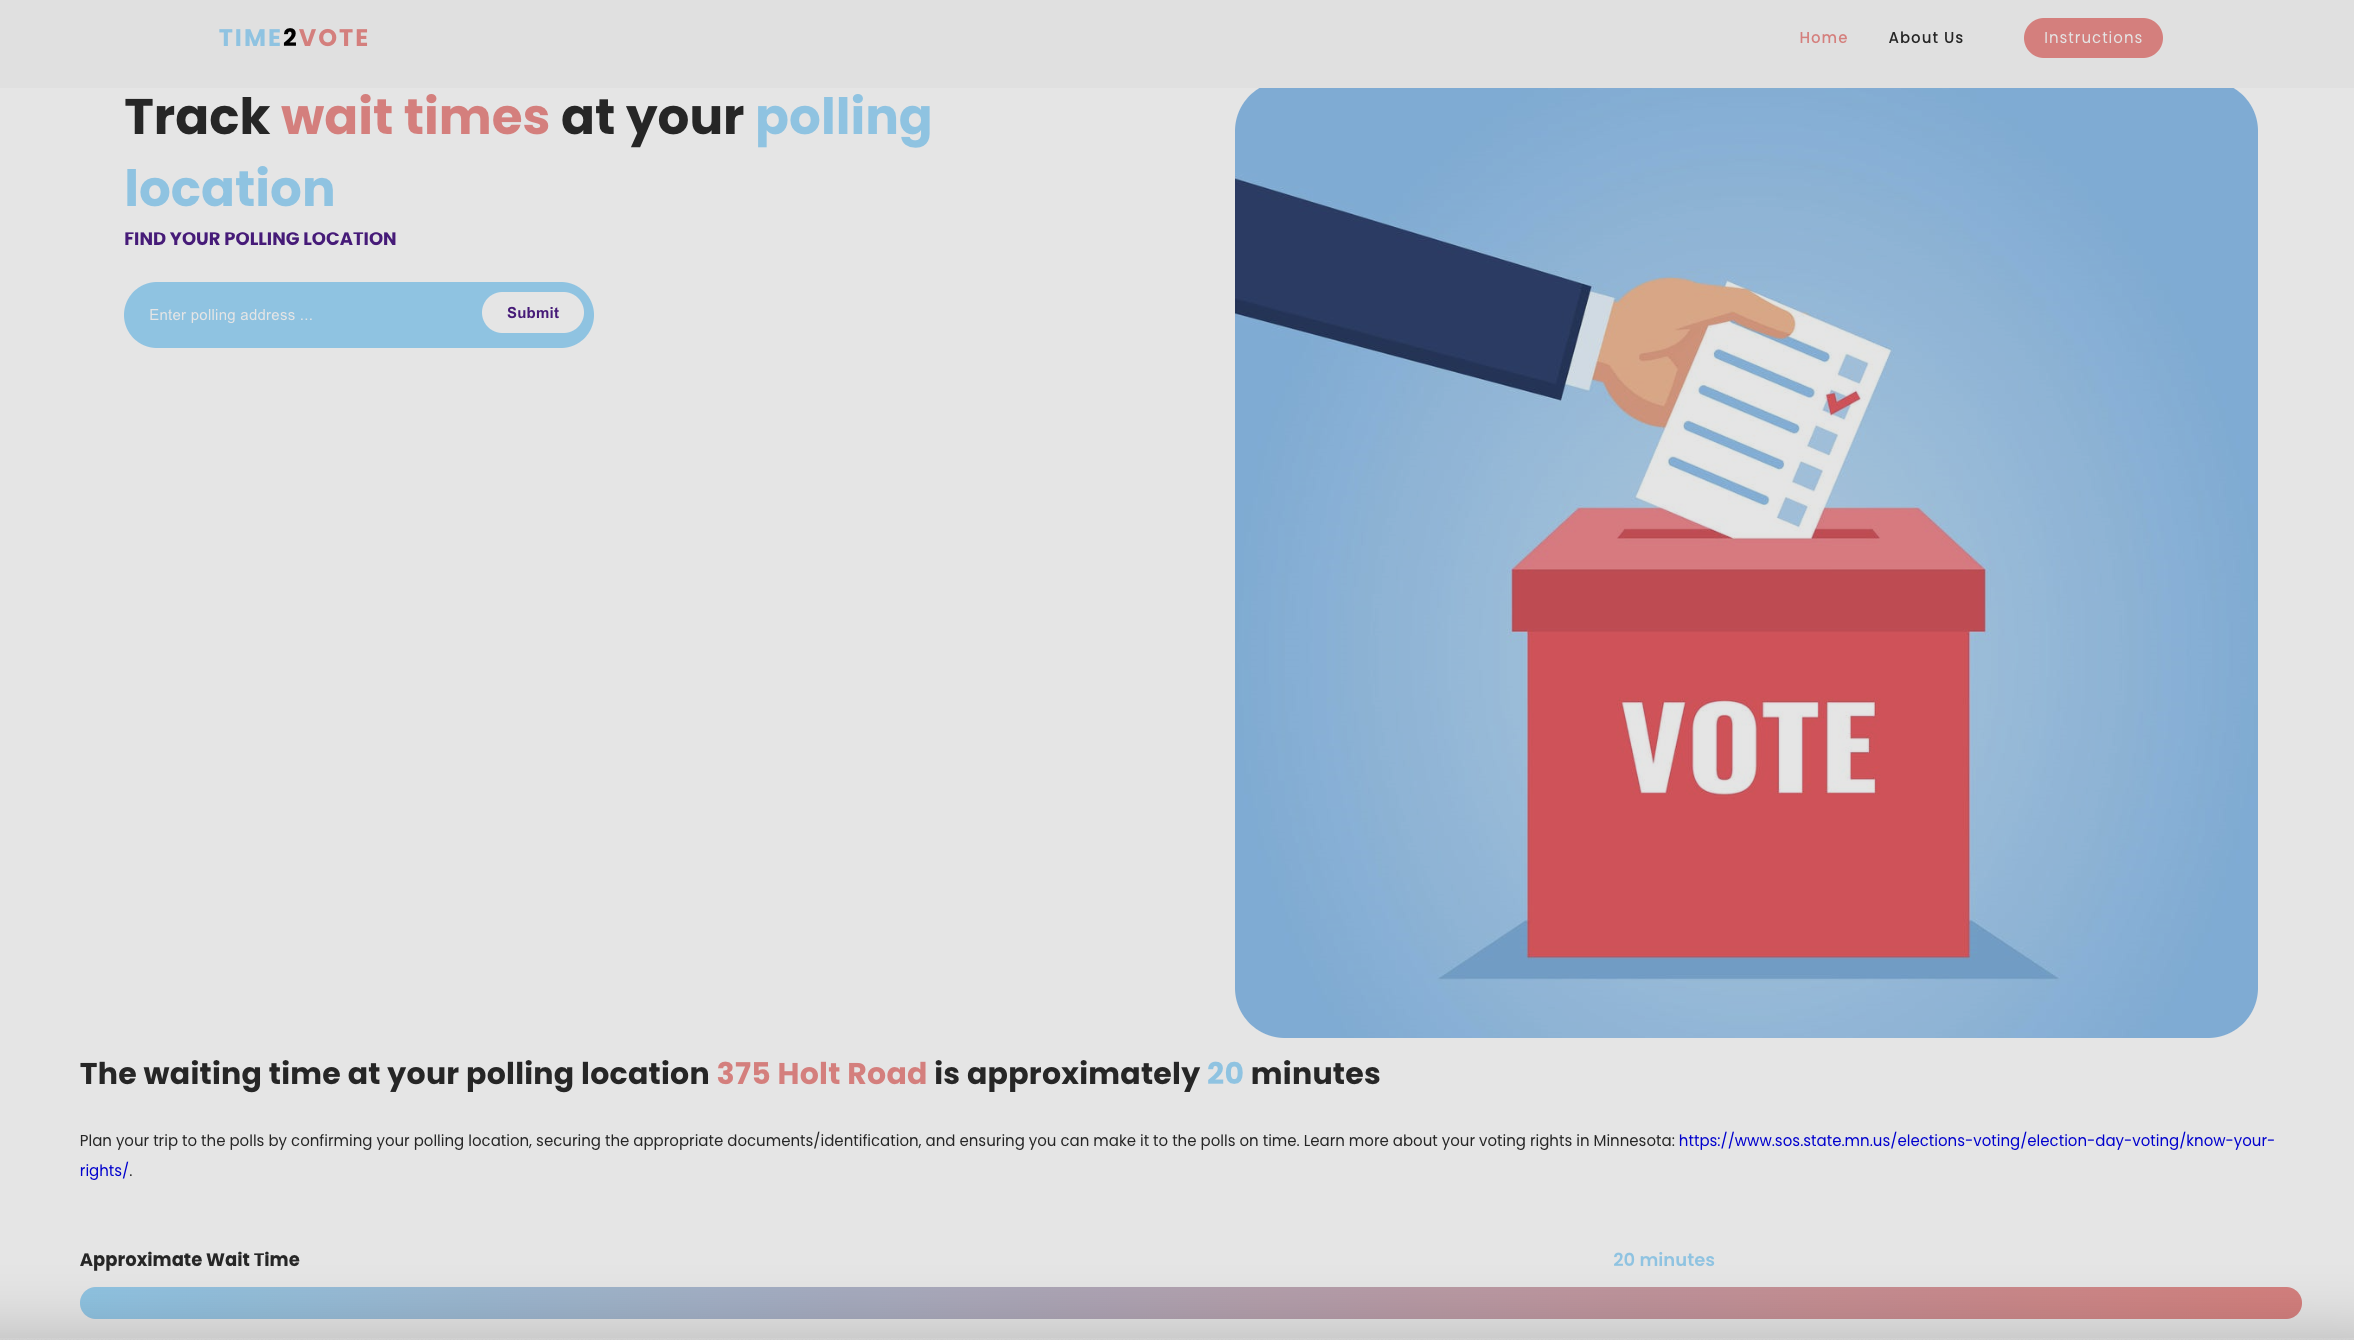 TIME2VOTE
Home
About Us
Instructions
Track wait times at your polling
location
FIND YOUR POLLING LOCATION
Enter polling address ...
Submit
VOTE
The waiting time at your polling location 375 Holt Road is approximately 20 minutes
Plan your trip to the polls by confirming your polling location, securing the appropriate documents/identification, and ensuring you can make it to the polls on time. Learn more about your voting rights in Minnesota: https://www.sos.state.mn.us/elections-voting/election-day-voting/know-your-
rights/.
Approximate Wait Time
20 minutes